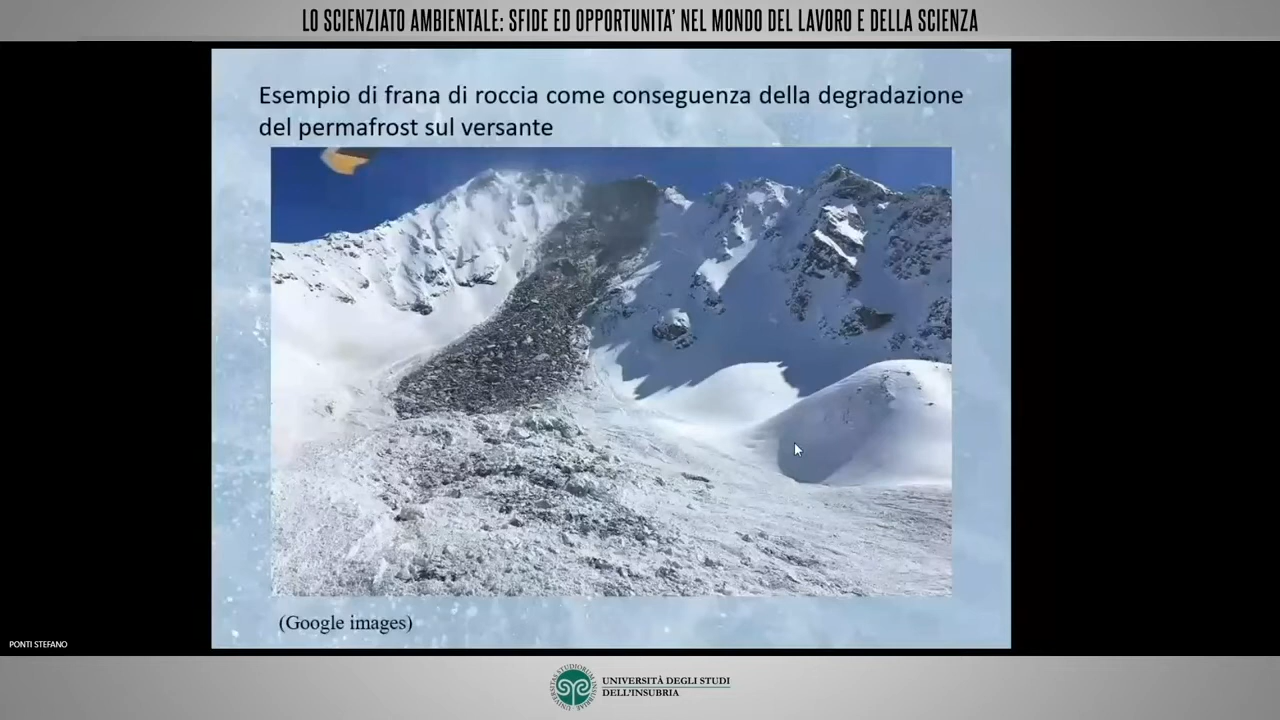 LO SCIENZIATO AMBIENTALE: SFIDE ED OPPORTUNITA' NEL MONDO DEL LAVORO E DELLA SCIENZA
Esempio di frana di roccia come conseguenza della degradazione
del permafrost sul versante
(Google images)
PONTI STEFANO
UNIVERSITÀ DEGLI STUDI
DELL'INSUBRIA